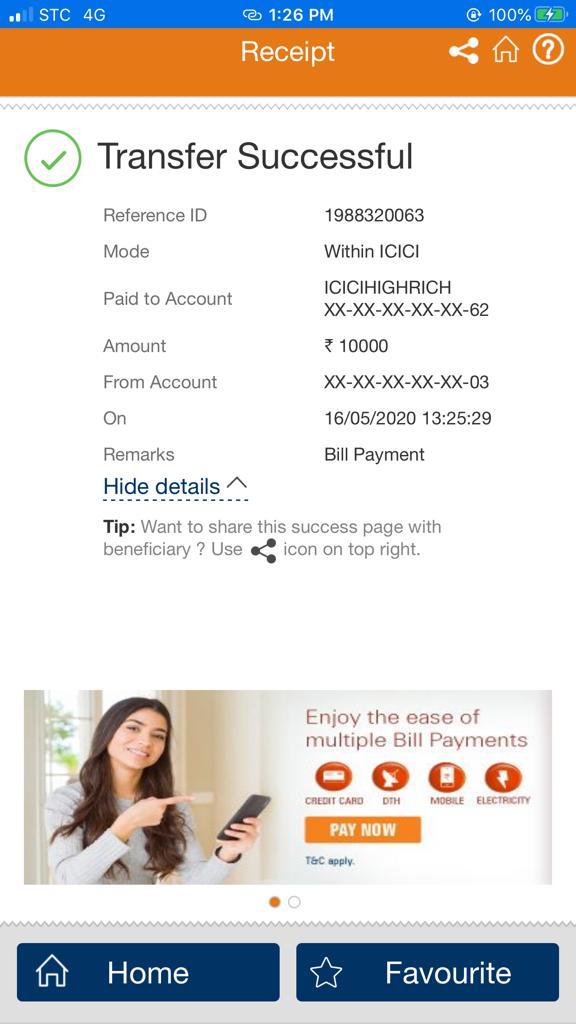 STC 4G 1:26 PM 100%
Receipt
?
Transfer Successful
Reference ID 1988320063
Mode Within ICICI
Paid to Account ICICIHIGHRICH
XX-XX-XX-XX-XX-62
Amount ₹ 10000
From Account XX-XX-XX-XX-XX-03
On 16/05/2020 13:25:29
Remarks Bill Payment
Hide details
Tip: Want to share this success page with
beneficiary ? Use icon on top right.
Enjoy the ease of
multiple Bill Payments
CREDIT CARD DTH MOBILE ELECTRICITY
PAY NOW
T&C apply.
Home Favourite